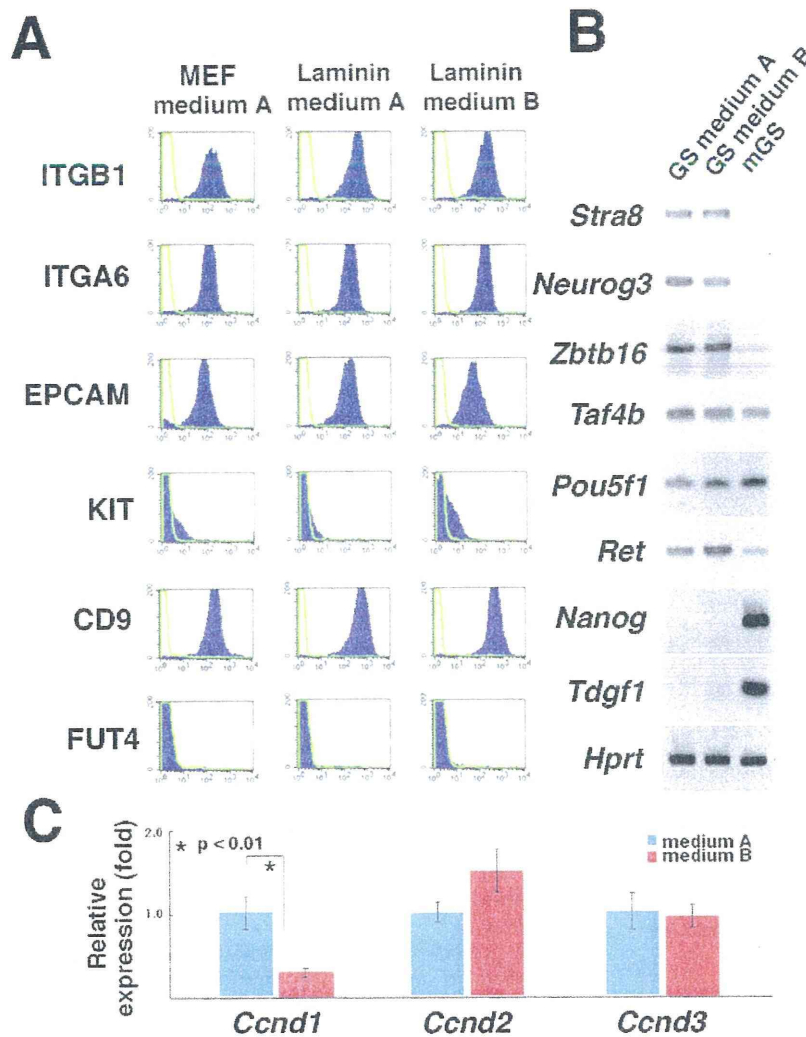 A
MEF
medium A
Laminin
medium A
Laminin
medium B
ITGB1
ITGA6
EPCAM
KIT
CD9
FUT4
B
GS medium A
GS meidum B
mGS
Stra8
Neurog3
Zbtb16
Taf4b
Pou5f1
Ret
Nanog
Tdgf1
Hprt
C
Relative
expression (fold)
2.0
1.0
* p < 0.01
*
medium A
medium B
Ccnd1
Ccnd2
Ccnd3